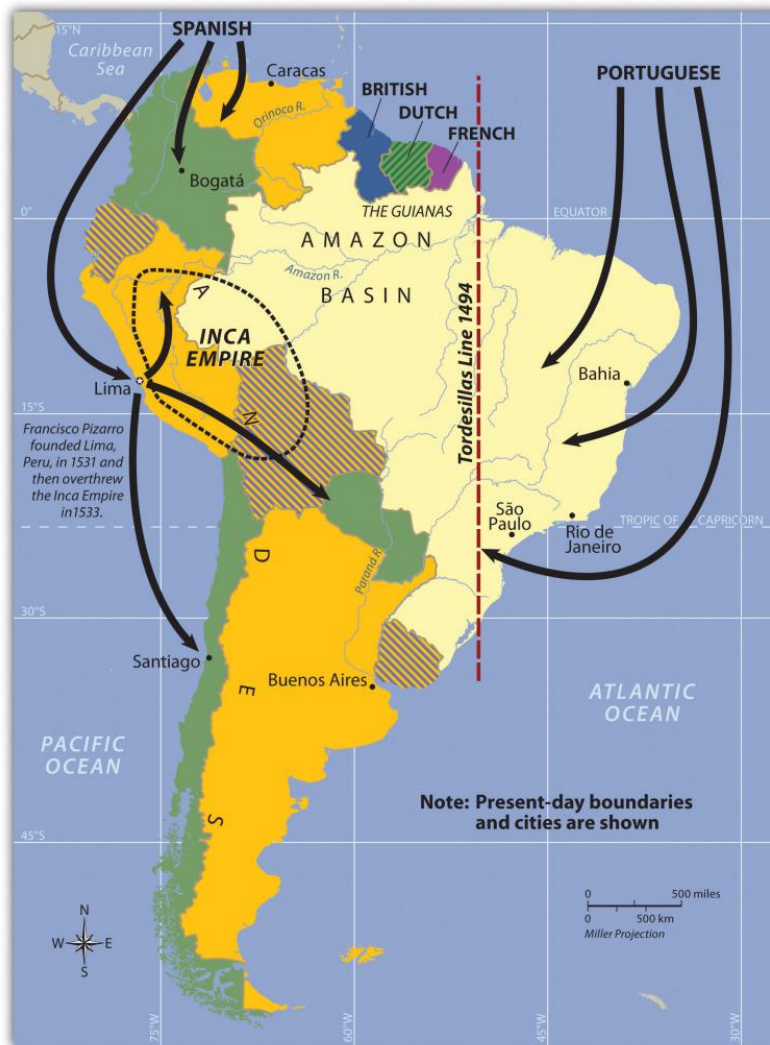 15°N
SPANISH
Caribbean
Sea
Caracas
PORTUGUESE
BRITISH
Orinoco R.
DUTCH
FRENCH
Bogatá
THE GUIANAS
0°
EQUATOR
AMAZON
Amazon R.
BASIN
Tordesillas Line 1494
INCA
EMPIRE
Lima
Bahia
15°S
Francisco Pizarro
founded Lima,
Peru, in 1531 and
then overthrew
the Inca Empire
in1533.
São
Paulo
TROPIC OF CAPRICORN
Rio de
Janeiro
Paraná R.
30°S
Santiago
Buenos Aires
ANDES
ATLANTIC
OCEAN
PACIFIC
OCEAN
Note: Present-day boundaries
and cities are shown
45°S
0 500 miles
0 500 km
Miller Projection
N
W E
S
75°W
60°W
45°W
30°W